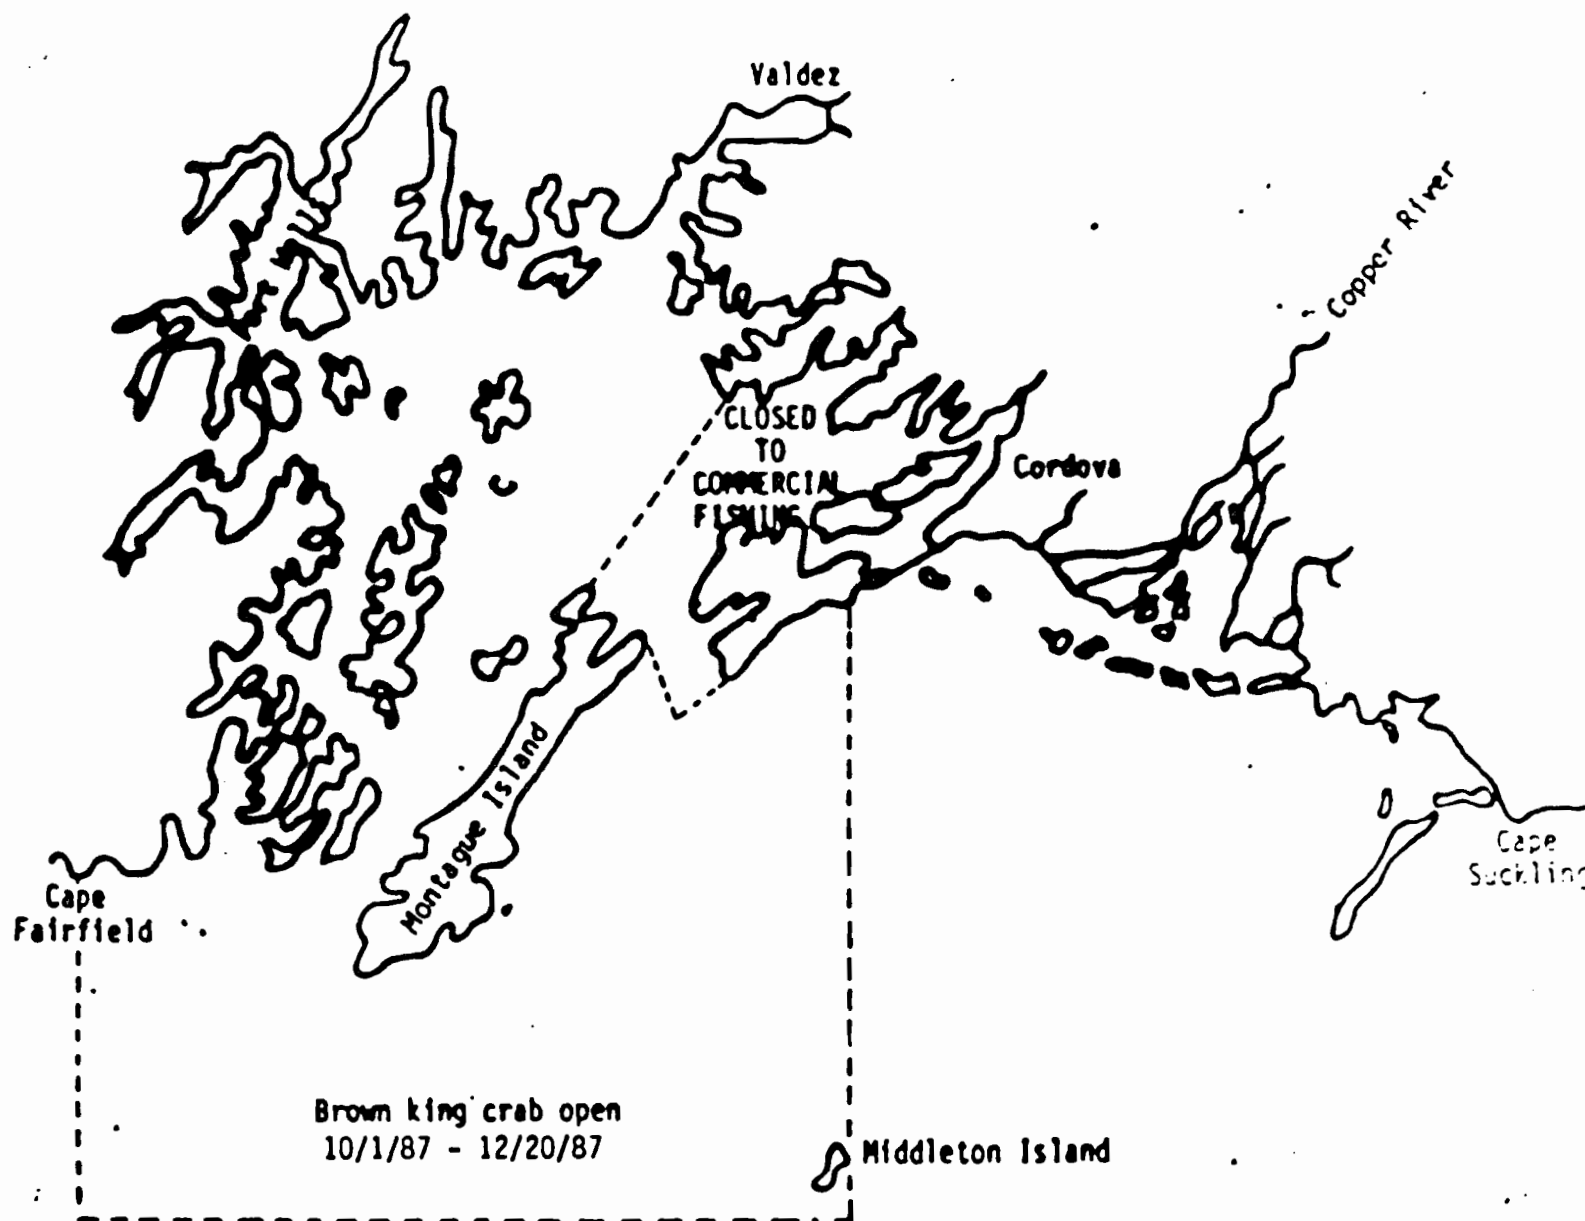 Valdez
Copper River
CLOSED
TO
COMMERCIAL
FISHING
Cordova
Montague Island
Cape
Suckling
Cape
Fairfield
Brown king crab open
10/1/87 - 12/20/87
Middleton Island